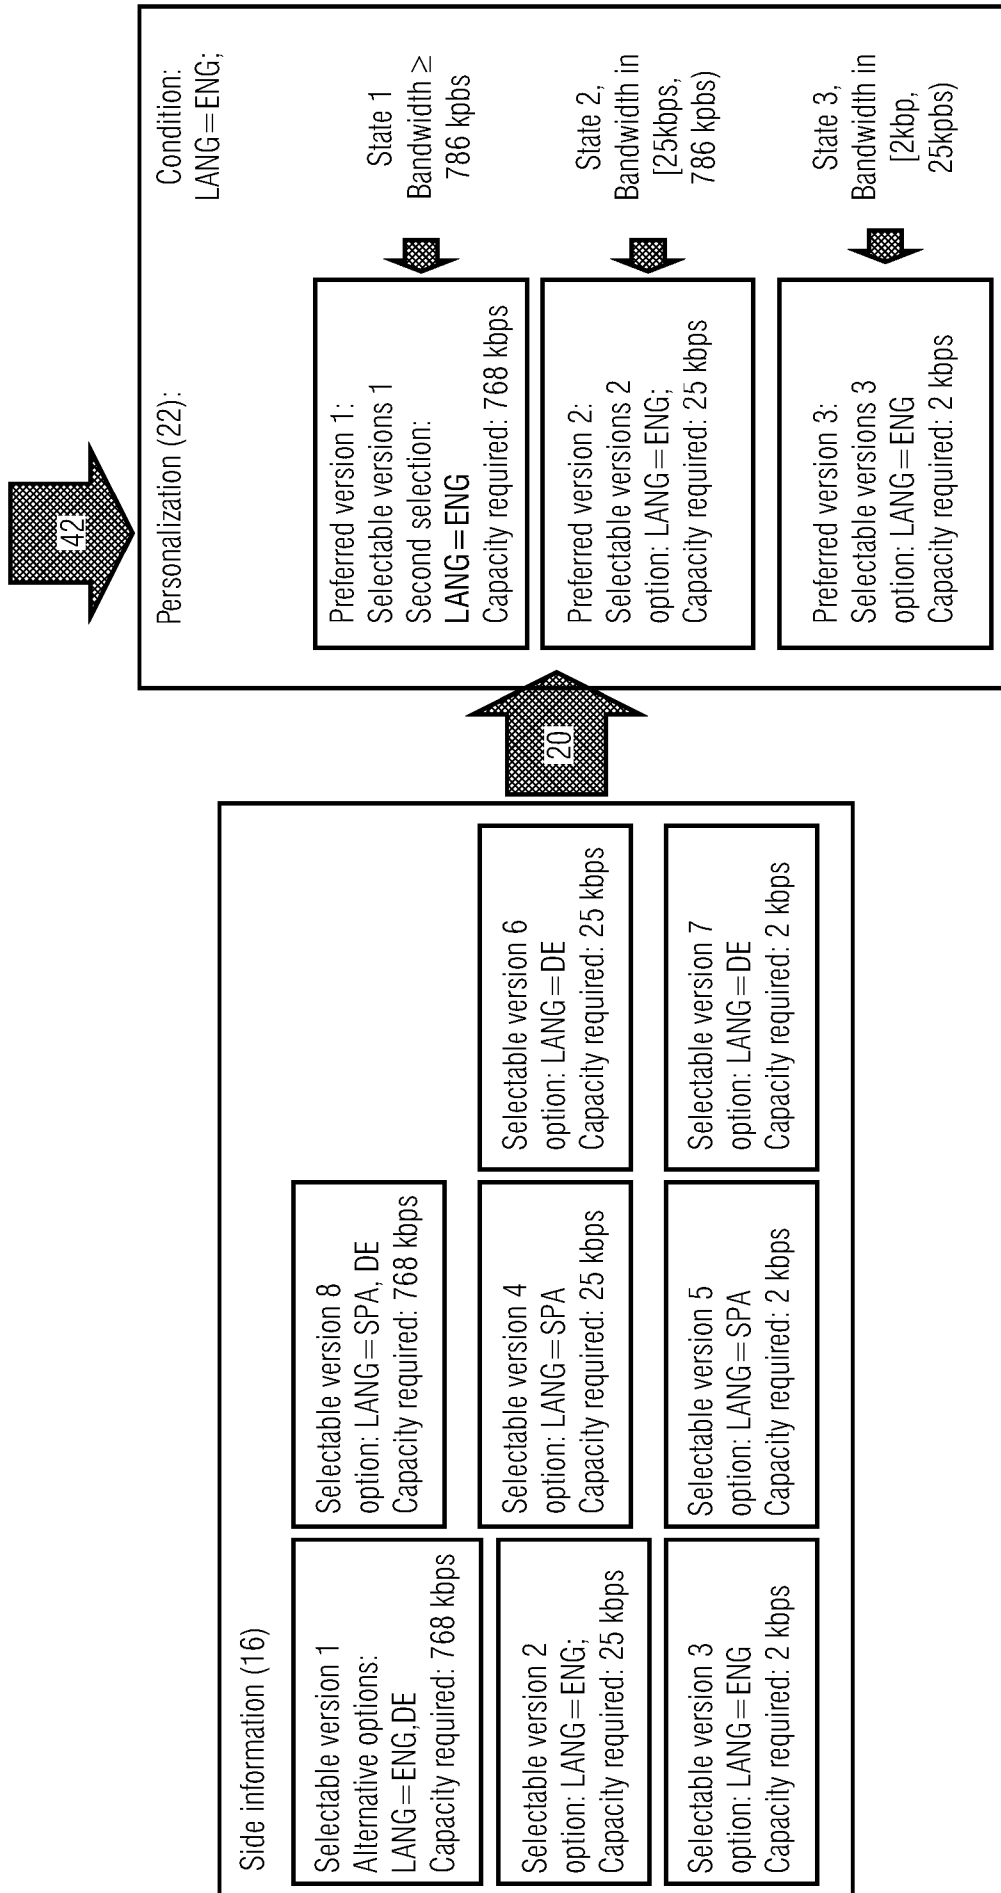 Side information (16)
Selectable version 1
Alternative options:
LANG=ENG,DE
Capacity required: 768 kbps
Selectable version 8
option: LANG=SPA, DE
Capacity required: 768 kbps
Selectable version 2
option: LANG=ENG;
Capacity required: 25 kbps
Selectable version 4
option: LANG=SPA
Capacity required: 25 kbps
Selectable version 6
option: LANG=DE
Capacity required: 25 kbps
Selectable version 3
option: LANG=ENG
Capacity required: 2 kbps
Selectable version 5
option: LANG=SPA
Capacity required: 2 kbps
Selectable version 7
option: LANG=DE
Capacity required: 2 kbps
20
42
Personalization (22):
Condition:
LANG=ENG;
Preferred version 1:
Selectable versions 1
Second selection:
LANG=ENG
Capacity required: 768 kbps
State 1
Bandwidth ≥
786 kpbs
Preferred version 2:
Selectable versions 2
option: LANG=ENG;
Capacity required: 25 kbps
State 2,
Bandwidth in
[25kbps,
786 kpbs)
Preferred version 3:
Selectable versions 3
option: LANG=ENG
Capacity required: 2 kbps
State 3,
Bandwidth in
[2kbp,
25kpbs)